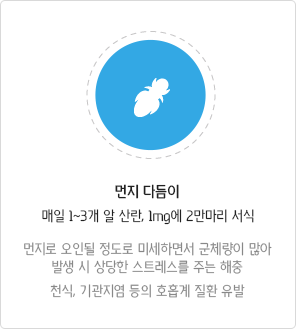 먼지 다듬이
매일 1~3개 알 산란, 1mg에 2만마리 서식
먼지로 오인될 정도로 미세하면서 군체량이 많아
발생 시 상당한 스트레스를 주는 해충
천식, 기관지염 등의 호흡계 질환 유발